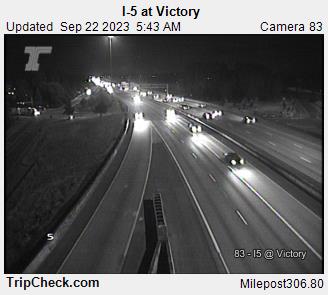 I-5 at Victory
Updated Sep 22 2023 5:43 AM Camera 83
T
S
83 - I5 @ Victory
TripCheck.com Milepost306.80